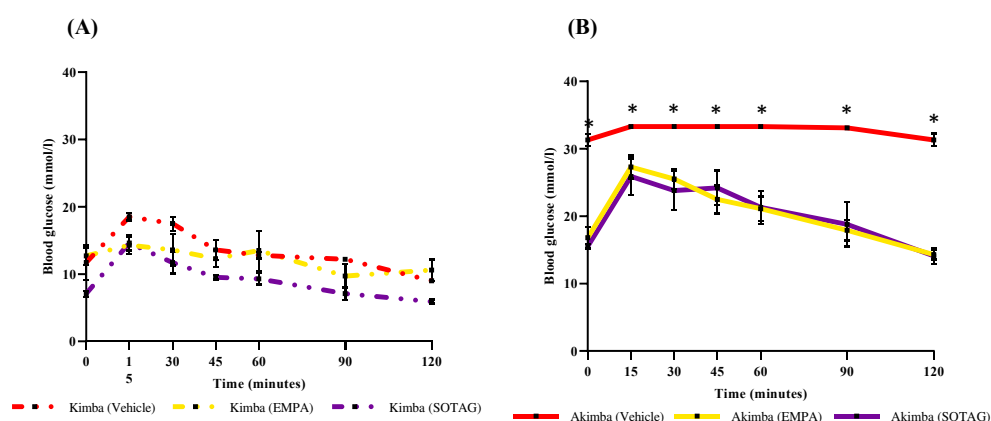 (A)
Blood glucose (mmol/l)
40
30
20
10
0
0 1 30 45 60 90 120
5
Time (minutes)
Kimba (Vehicle) Kimba (EMPA) Kimba (SOTAG)
(B)
Blood glucose (mmol/l)
40
30
20
10
0
* * * * * * *
0 15 30 45 60 90 120
Time (minutes)
Akimba (Vehicle) Akimba (EMPA) Akimba (SOTAG)